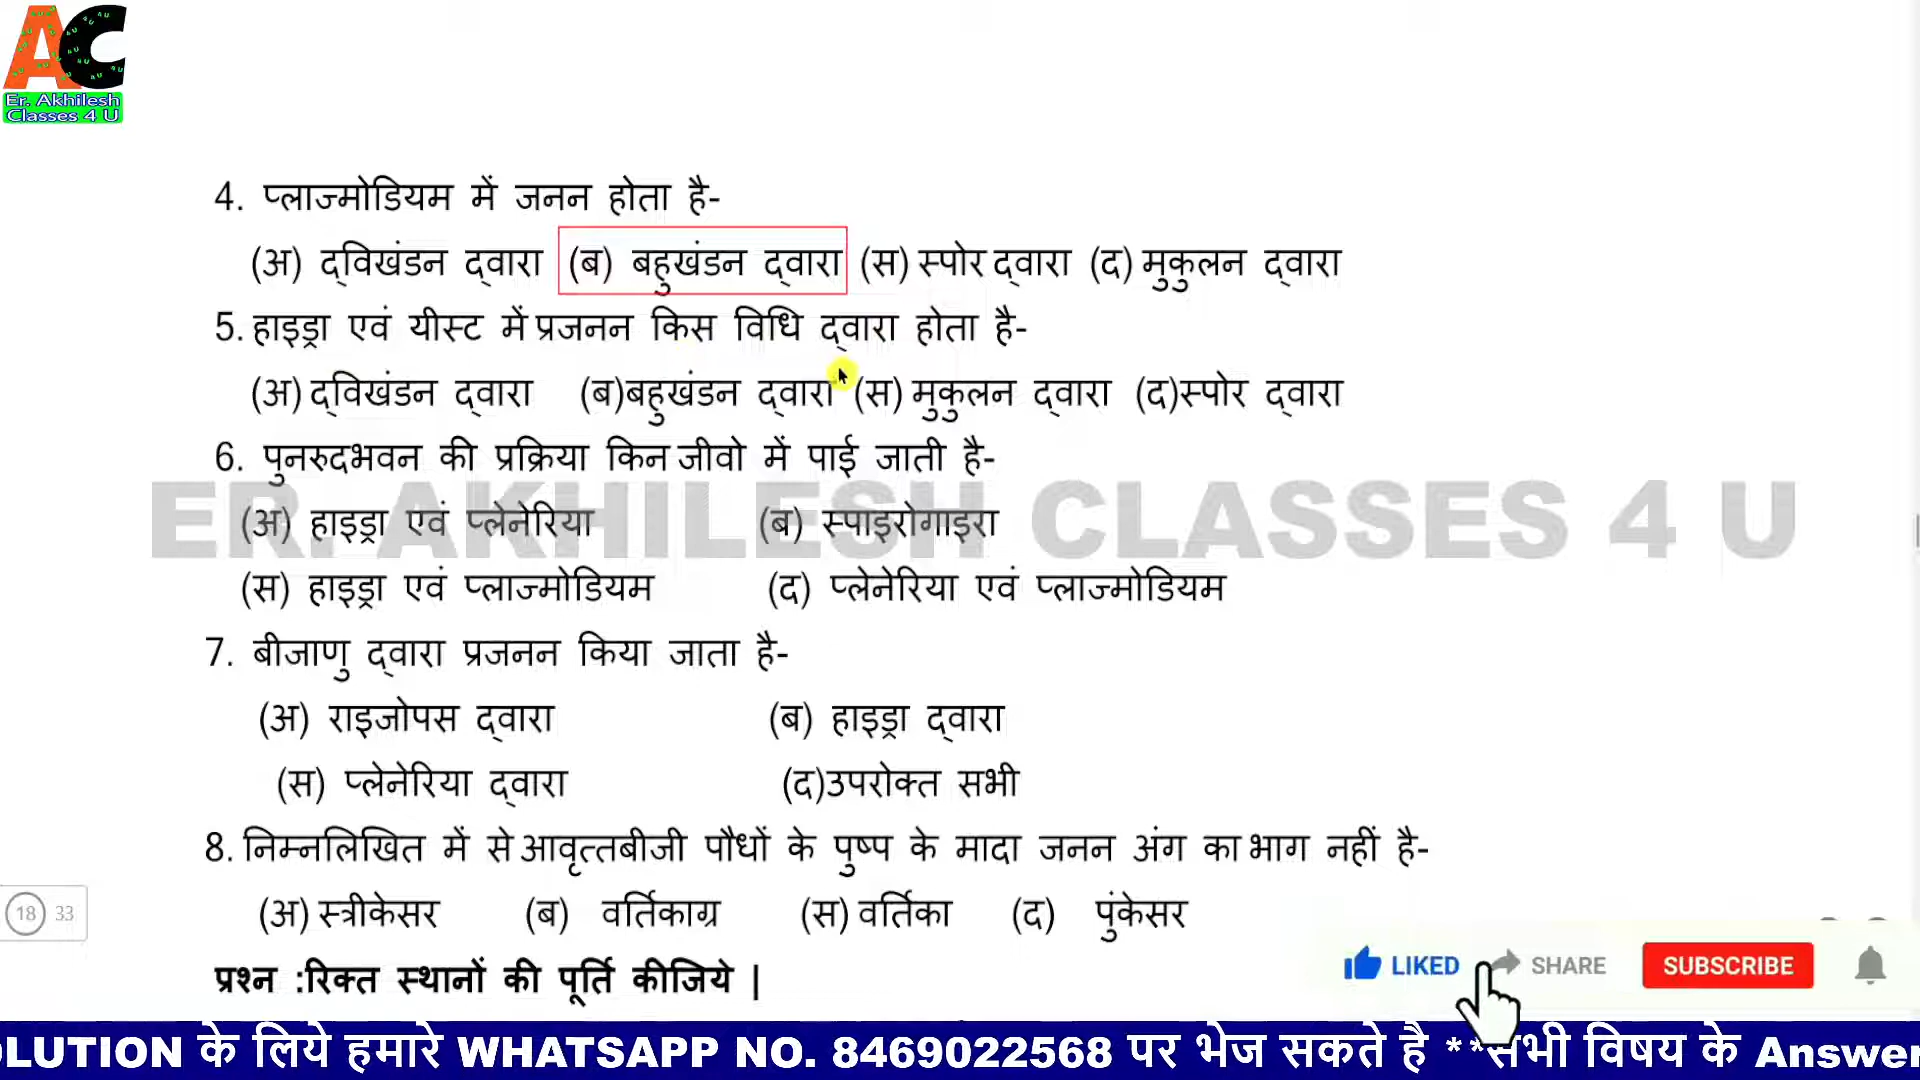 AC
Er. Akhilesh
Classes 4 U
4. प्लाज्मोडियम में जनन होता है-
(अ) द्विखंडन द्वारा (ब) बहुखंडन द्वारा (स) स्पोर द्वारा (द) मुकुलन द्वारा
5. हाइड्रा एवं यीस्ट में प्रजनन किस विधि द्वारा होता है-
(अ) द्विखंडन द्वारा (ब)बहुखंडन द्वारा (स) मुकुलन द्वारा (द)स्पोर द्वारा
6. पुनरुदभवन की प्रक्रिया किन जीवो में पाई जाती है-
ER. AKHILESH CLASSES 4 U
(अ) हाइड्रा एवं प्लेनेरिया (ब) स्पाइरोगाइरा
(स) हाइड्रा एवं प्लाज्मोडियम (द) प्लेनेरिया एवं प्लाज्मोडियम
7. बीजाणु द्वारा प्रजनन किया जाता है-
(अ) राइजोपस द्वारा (ब) हाइड्रा द्वारा
(स) प्लेनेरिया द्वारा (द)उपरोक्त सभी
8. निम्नलिखित में से आवृत्तबीजी पौधों के पुष्प के मादा जनन अंग का भाग नहीं है-
(अ) स्त्रीकेसर (ब) वर्तिकाग्र (स) वर्तिका (द) पुंकेसर
18 33
प्रश्न :रिक्त स्थानों की पूर्ति कीजिये |
LIKED SHARE SUBSCRIBE
OLUTION के लिये हमारे WHATSAPP NO. 8469022568 पर भेज सकते है **सभी विषय के Answer